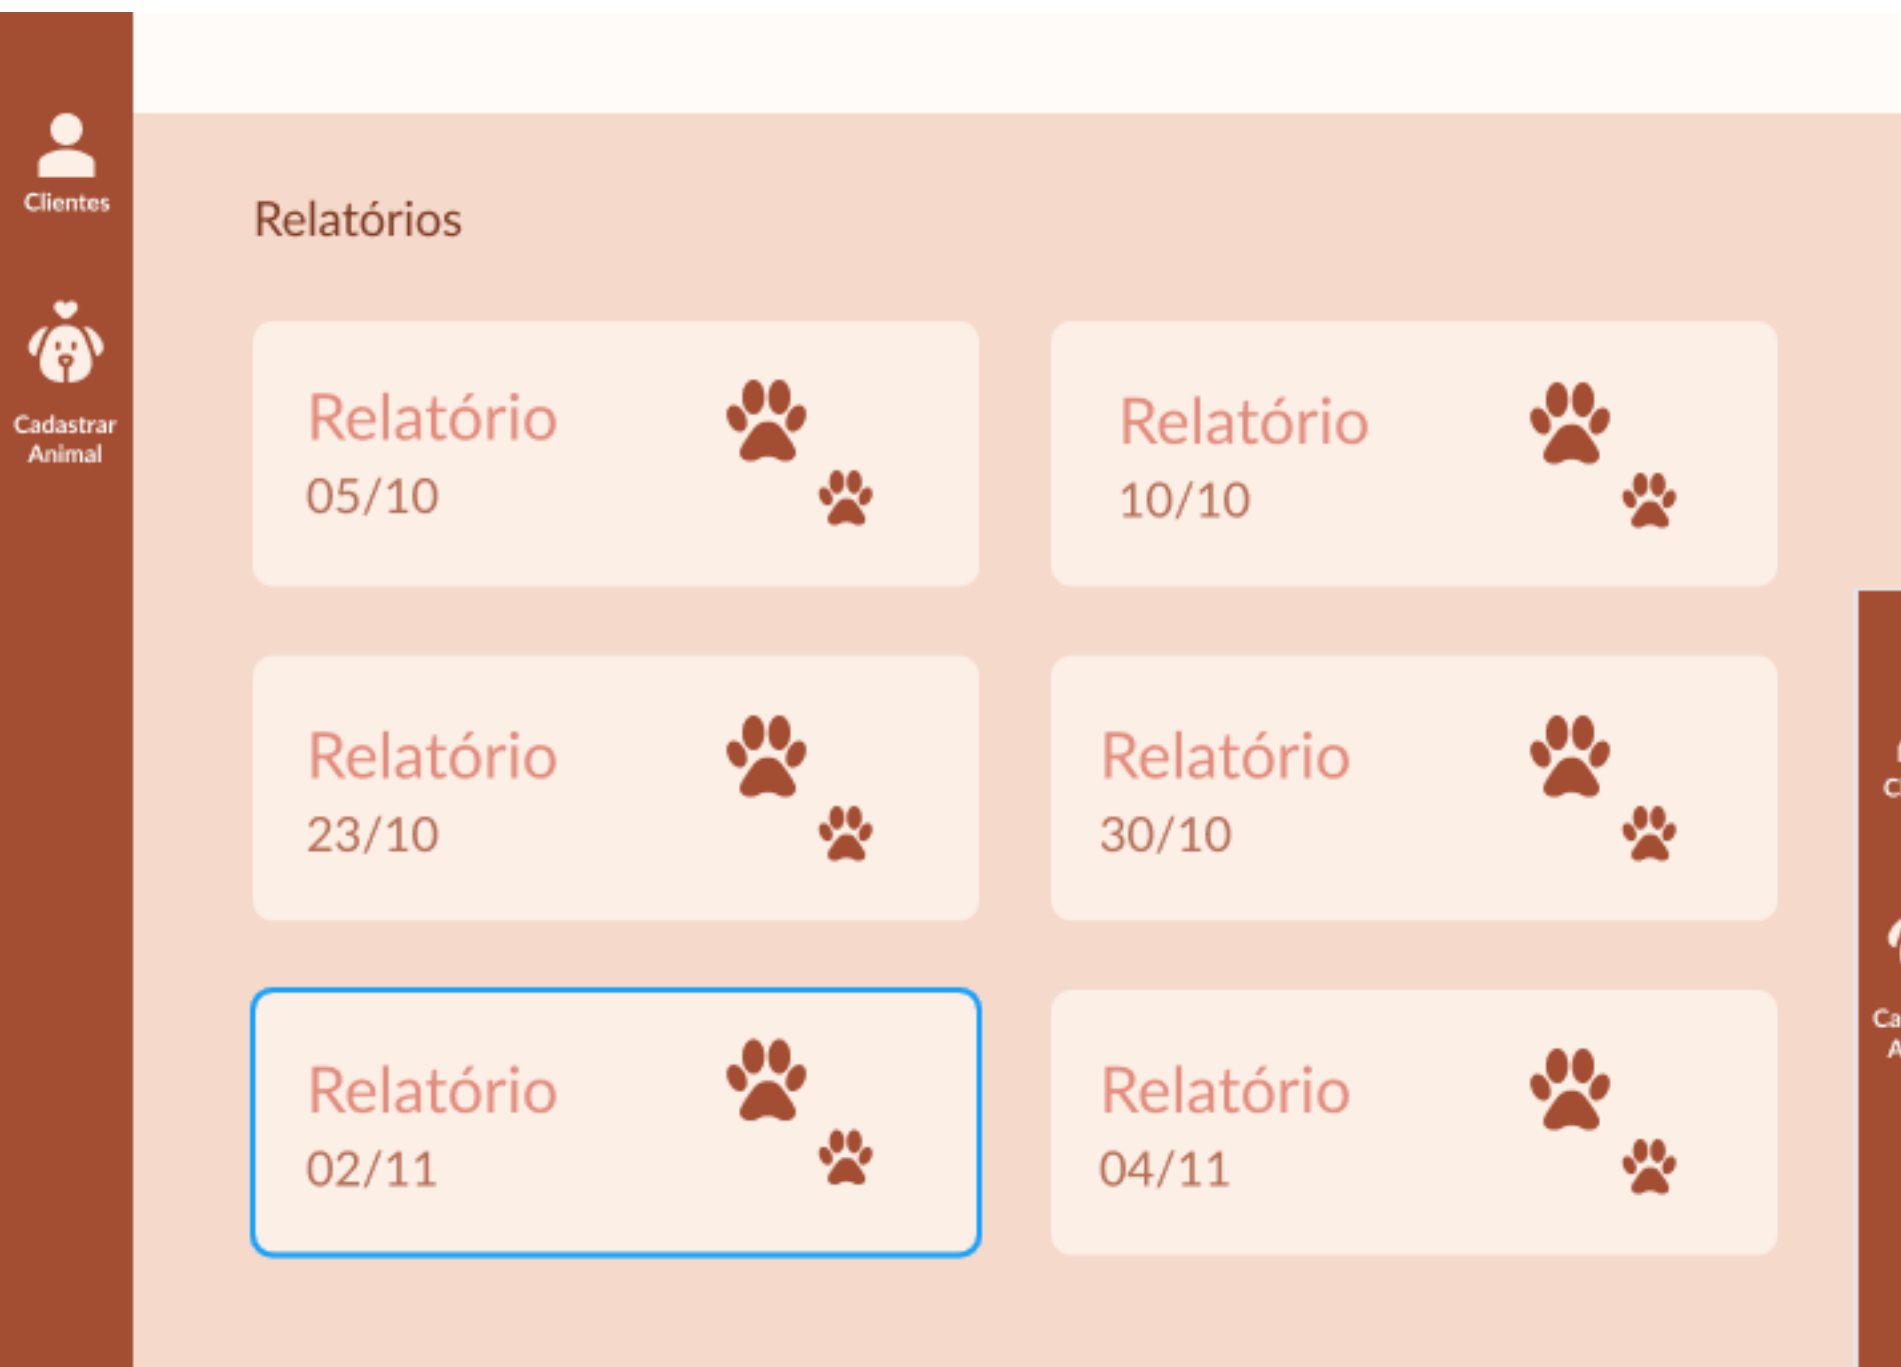 Clientes
Cadastrar
Animal
Relatórios
Relatório
05/10
Relatório
10/10
Relatório
23/10
Relatório
30/10
Relatório
02/11
Relatório
04/11